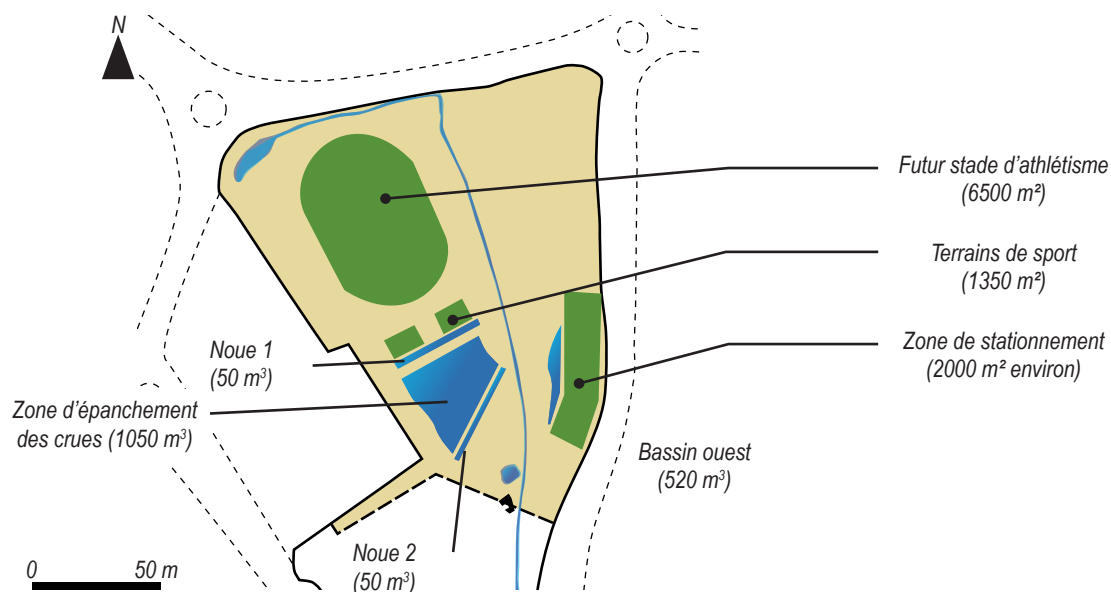 N
Futur stade d'athlétisme
(6500 m²)
Terrains de sport
(1350 m²)
Zone de stationnement
(2000 m² environ)
Noue 1
(50 m³)
Zone d'épanchement
des crues (1050 m³)
Bassin ouest
(520 m³)
Noue 2
(50 m³)
0 50 m